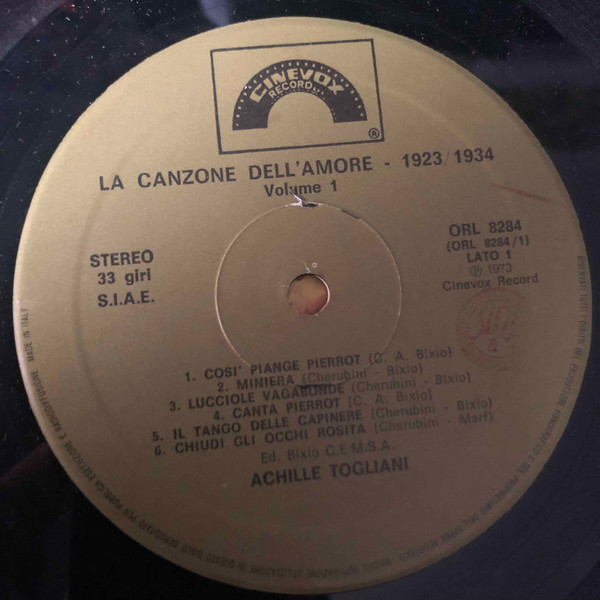 CINEVOX
RECORD
®
LA CANZONE DELL'AMORE - 1923/1934
Volume 1
STEREO
33 giri
S.I.A.E.
ORL 8284
(ORL 8284/1)
LATO 1
℗ 1973
Cinevox Record
1. COSI' PIANGE PIERROT (C. A. Bixio)
2. MINIERA (Cherubini - Bixio)
3. LUCCIOLE VAGABONDE (Cherubini - Bixio)
4. CANTA PIERROT (C. A. Bixio)
5. IL TANGO DELLE CAPINERE (Cherubini - Bixio)
6. CHIUDI GLI OCCHI ROSITA (Cherubini - Marf)
Ed. Bixio C.E.M.S.A.
ACHILLE TOGLIANI
MADE IN ITALY